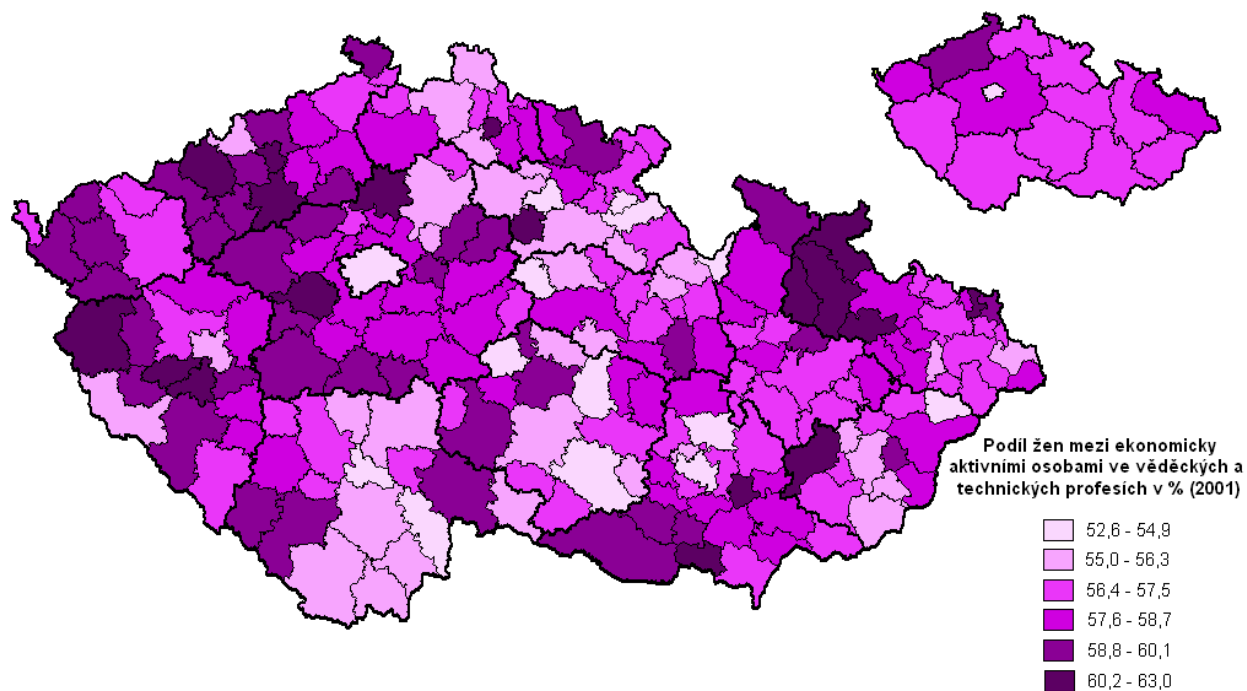 Podíl žen mezi ekonomicky
aktivními osobami ve věděckých a
technických profesích v % (2001)
52,6 - 54,9
55,0 - 56,3
56,4 - 57,5
57,6 - 58,7
58,8 - 60,1
60,2 - 63,0